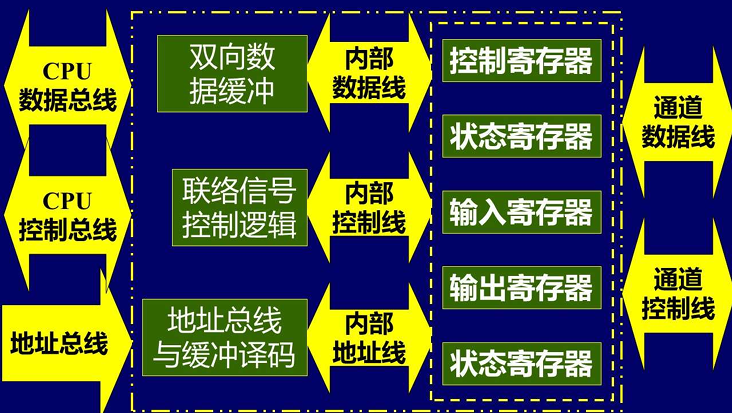 CPU
数据总线
CPU
控制总线
地址总线
双向数
据缓冲
联络信号
控制逻辑
地址总线
与缓冲译码
内部
数据线
内部
控制线
内部
地址线
控制寄存器
状态寄存器
输入寄存器
输出寄存器
状态寄存器
通道
数据线
通道
控制线